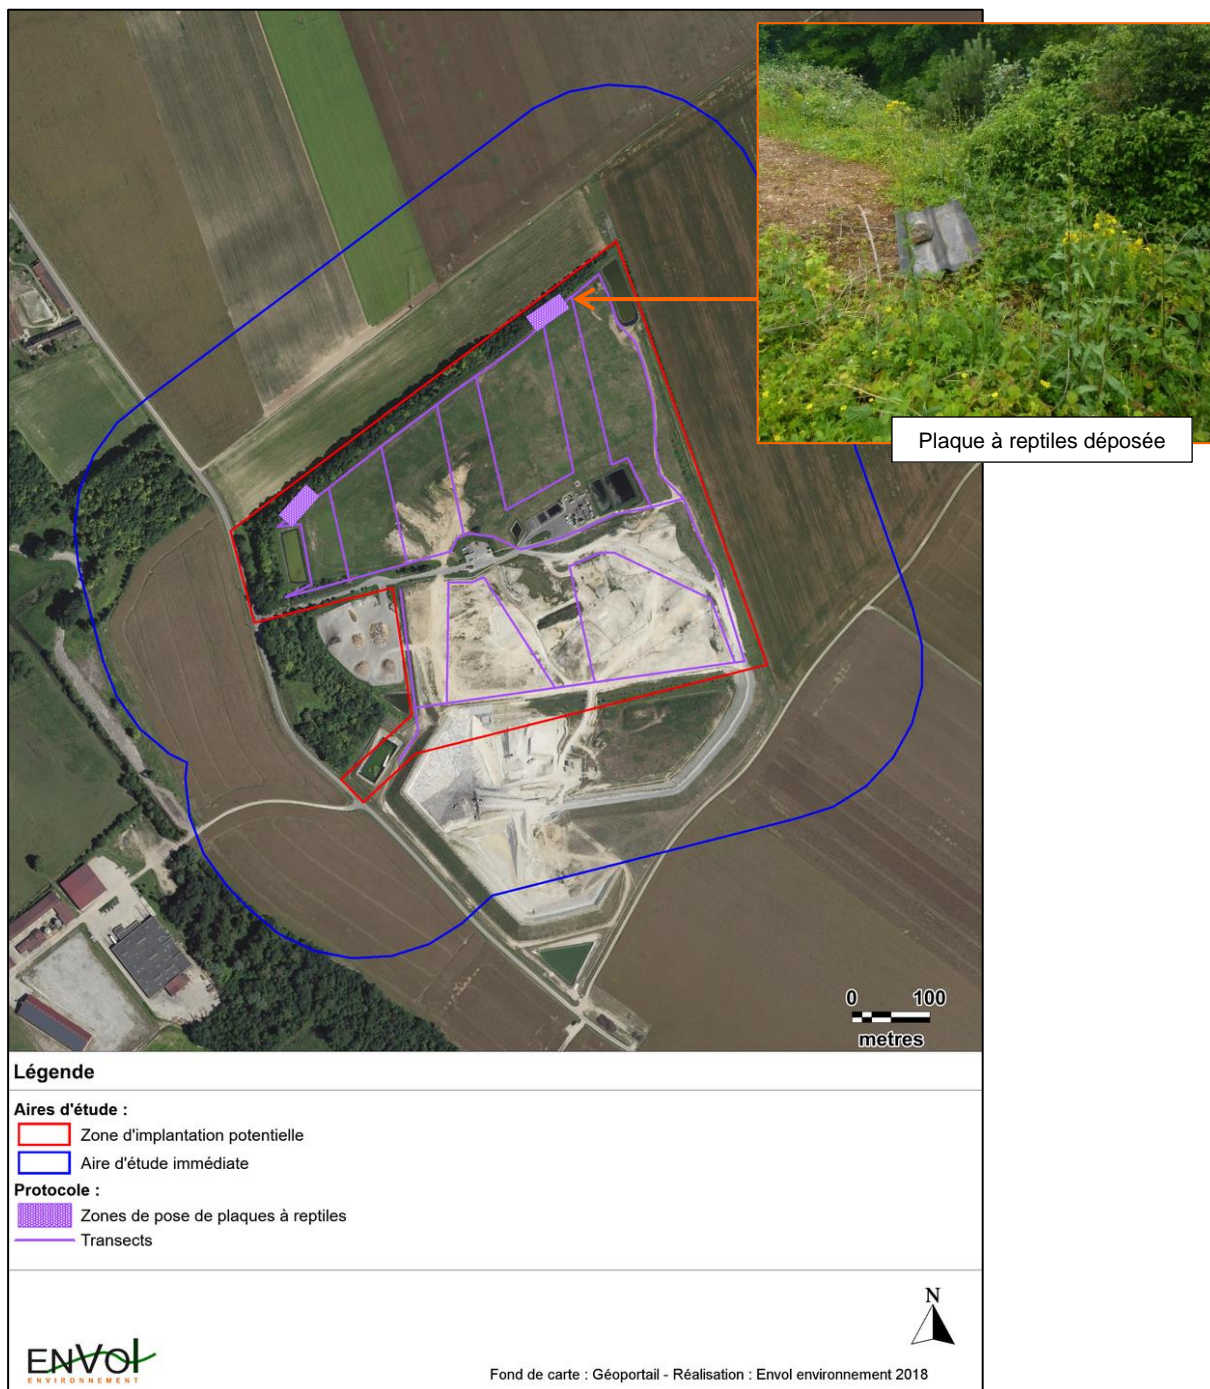 Plaque à reptiles déposée
0 100
metres
Légende
Aires d'étude :
Zone d'implantation potentielle
Aire d'étude immédiate
Protocole :
Zones de pose de plaques à reptiles
Transects
N
ENVOl
ENVIRONNEMENT
Fond de carte : Géoportail - Réalisation : Envol environnement 2018